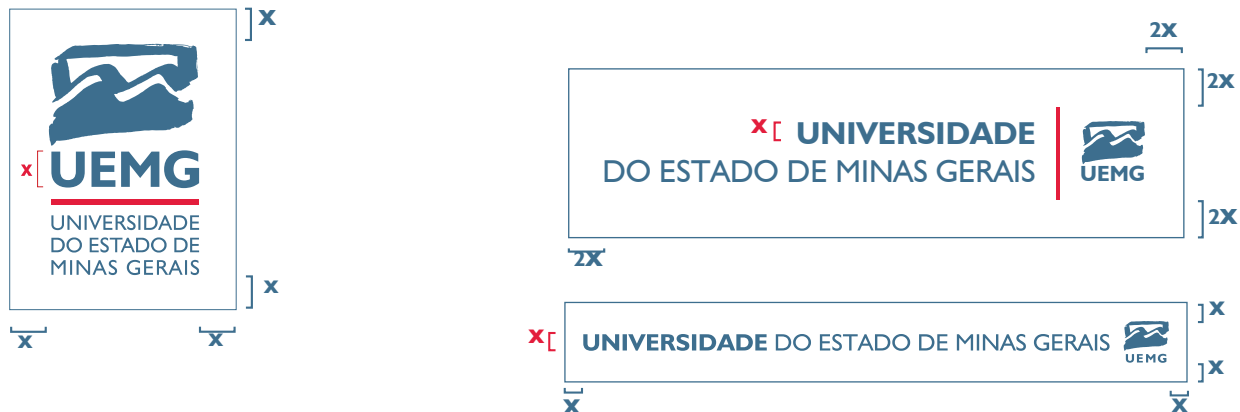 X
X
UEMG
UNIVERSIDADE
DO ESTADO DE
MINAS GERAIS
X
X
X
2X
2X
X
UNIVERSIDADE
DO ESTADO DE MINAS GERAIS
UEMG
2X
2X
X
X
UNIVERSIDADE DO ESTADO DE MINAS GERAIS
UEMG
X
X
X